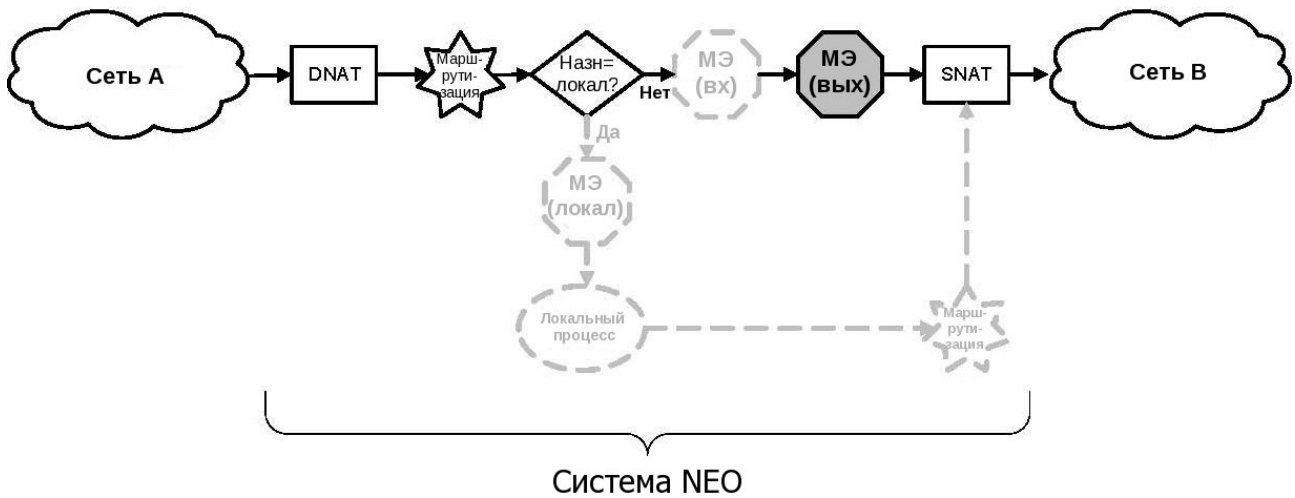 Сеть А
DNAT
Марш-
рути-
зация
Назн=
локал?
Нет
МЭ
(вх)
МЭ
(вых)
SNAT
Сеть В
Да
МЭ
(локал)
Локальный
процесс
Марш-
рути-
зация
Система NEO